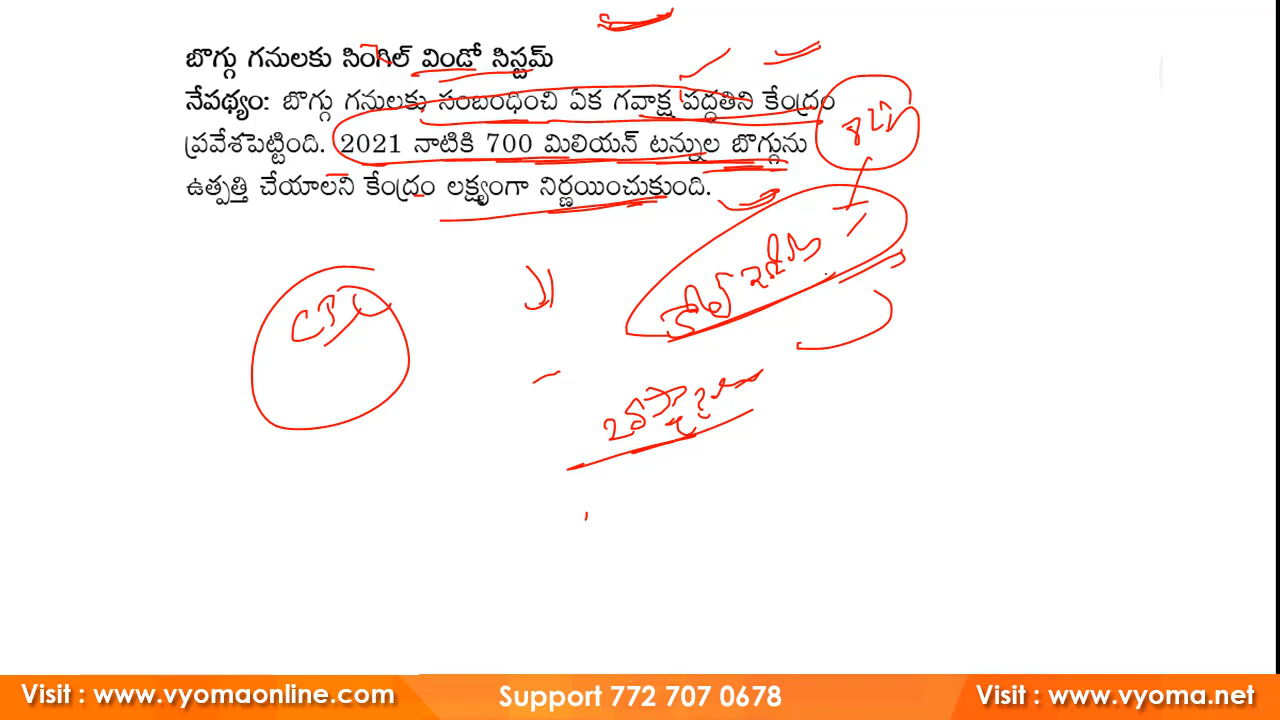 బొగ్గు గనులకు సింగిల్ విండో సిస్టమ్
నేపథ్యం: బొగ్గు గనులకు సంబంధించి ఏక గవాక్ష పద్ధతిని కేంద్రం
ప్రవేశపెట్టింది. 2021 నాటికి 700 మిలియన్ టన్నుల బొగ్గును
ఉత్పత్తి చేయాలని కేంద్రం లక్ష్యంగా నిర్ణయించుకుంది.
Visit : www.vyomaonline.com Support 772 707 0678 Visit : www.vyoma.net